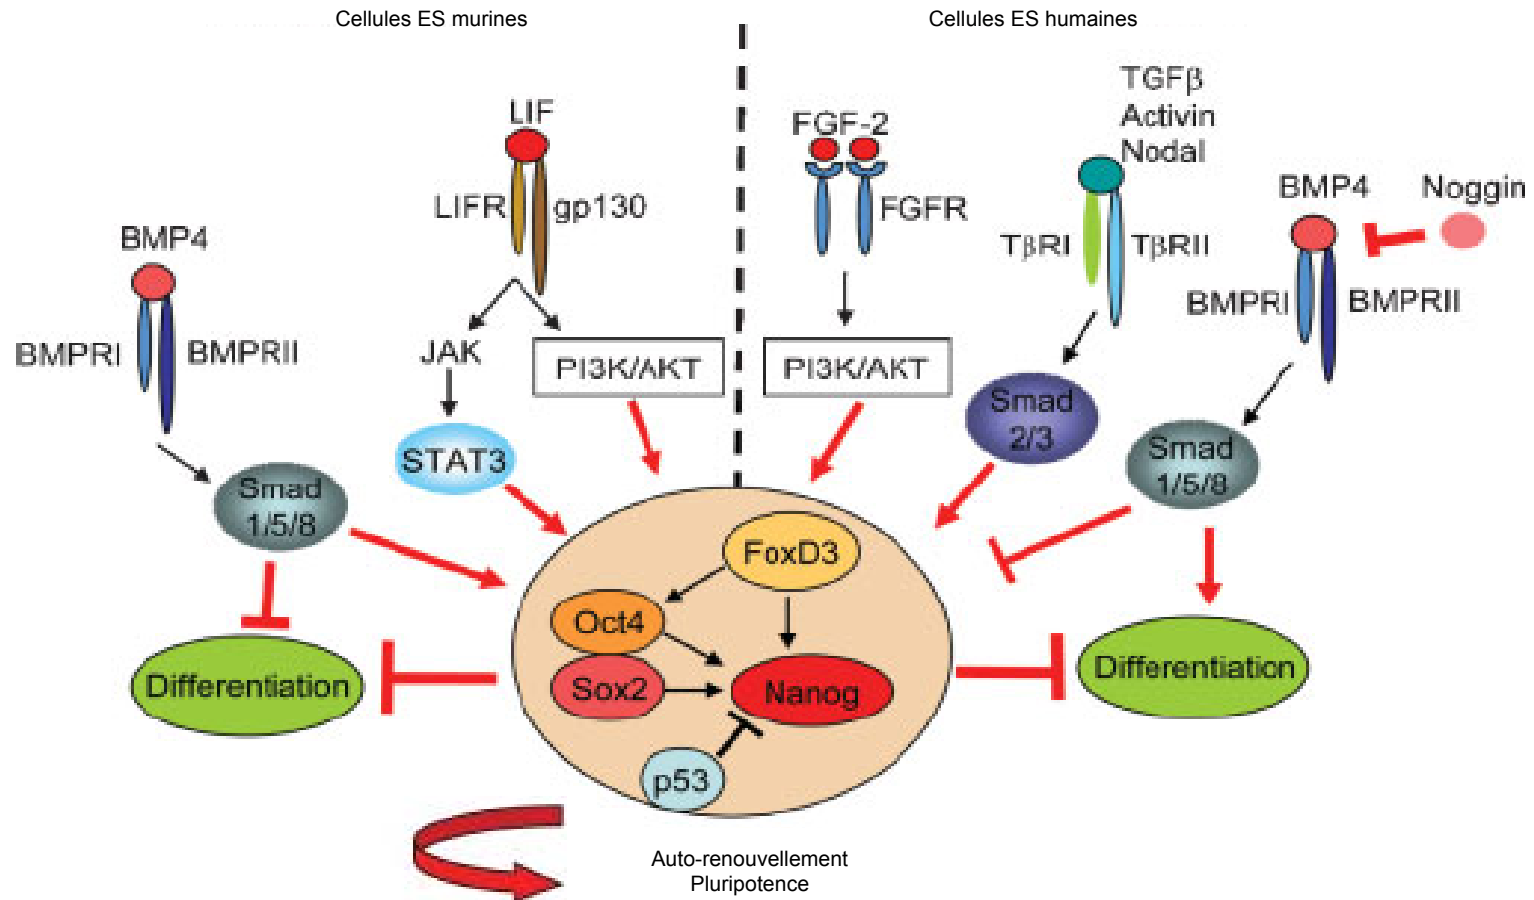 Cellules ES murines
Cellules ES humaines
LIF
LIFR
gp130
BMP4
BMPRI
BMPRII
JAK
PI3K/AKT
STAT3
Smad
1/5/8
Differentiation
FGF-2
FGFR
PI3K/AKT
TGFβ
Activin
Nodal
TβRI
TβRII
Smad
2/3
BMP4
Noggin
BMPRI
BMPRII
Smad
1/5/8
Differentiation
FoxD3
Oct4
Sox2
Nanog
p53
Auto-renouvellement
Pluripotence